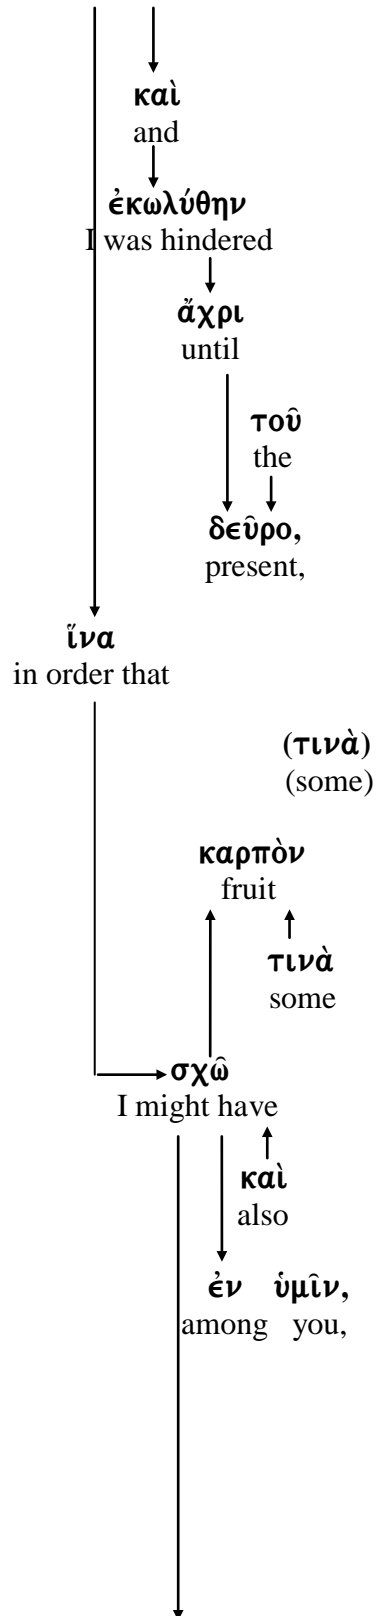 καὶ
and
ἐκωλύθην
I was hindered
ἄχρι
until
τοῦ
the
δεῦρο,
present,
ἵνα
in order that
(τινὰ)
(some)
καρπὸν
fruit
τινὰ
some
σχῶ
I might have
καὶ
also
ἐν ὑμῖν,
among you,